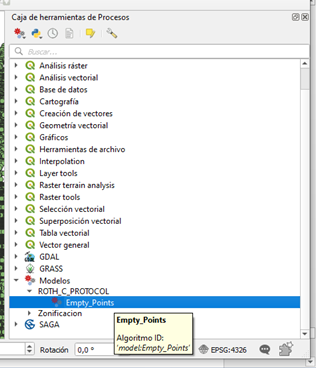 Caja de herramientas de Procesos
Buscar...
Análisis ráster
Análisis vectorial
Base de datos
Cartografía
Creación de vectores
Geometría vectorial
Gráficos
Herramientas de archivo
Interpolation
Layer tools
Raster terrain analysis
Raster tools
Selección vectorial
Superposición vectorial
Tabla vectorial
Vector general
GDAL
GRASS
Modelos
ROTH_C_PROTOCOL
Empty_Points
Zonificacion
SAGA
Empty_Points
Algoritmo ID:
'model:Empty_Points'
Rotación 0,0 ° EPSG:4326